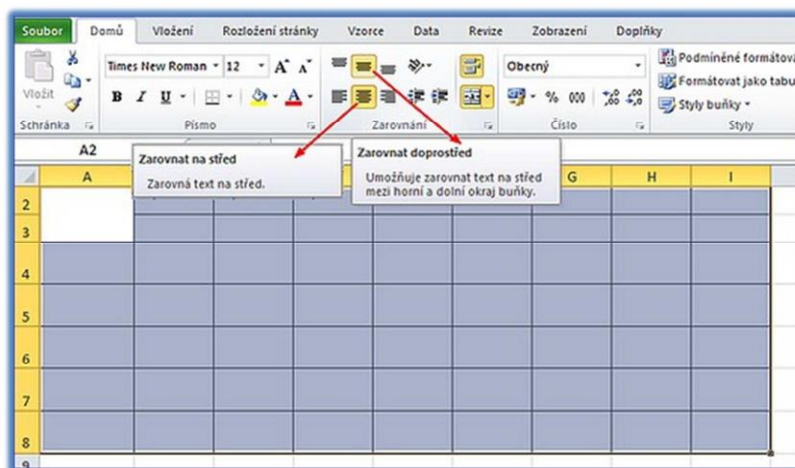 Soubor Domů Vložení Rozložení stránky Vzorce Data Revize Zobrazení Doplňky
Times New Roman 12 A A Obecný Podmíněné formátová
Formátovat jako tabu
Vložit B I U A % 000 ,00 Styly buňky
Schránka Písmo Zarovnání Číslo Styly
A2
Zarovnat na střed
Zarovná text na střed.
Zarovnat doprostřed
Umožňuje zarovnat text na střed
mezi horní a dolní okraj buňky.
A G H I
2
3
4
5
6
7
8
9